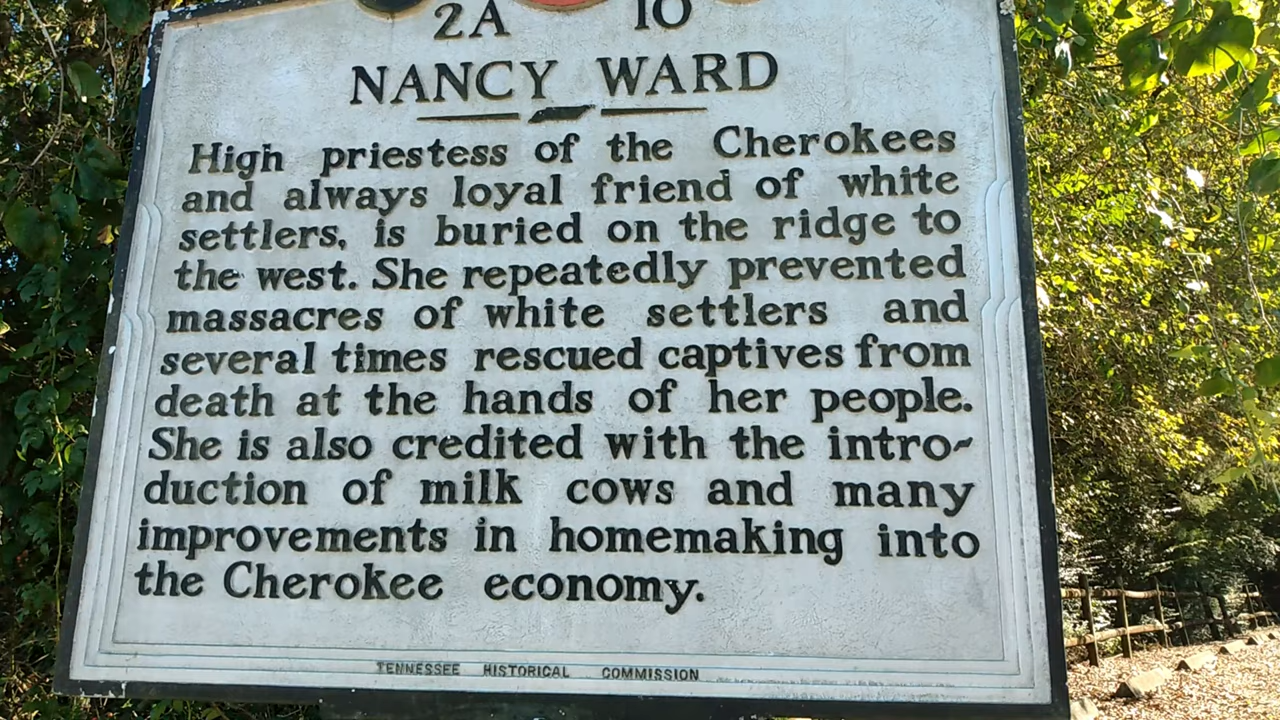 2A 10
NANCY WARD
High priestess of the Cherokees
and always loyal friend of white
settlers, is buried on the ridge to
the west. She repeatedly prevented
massacres of white settlers and
several times rescued captives from
death at the hands of her people.
She is also credited with the intro-
duction of milk cows and many
improvements in homemaking into
the Cherokee economy.
TENNESSEE HISTORICAL COMMISSION